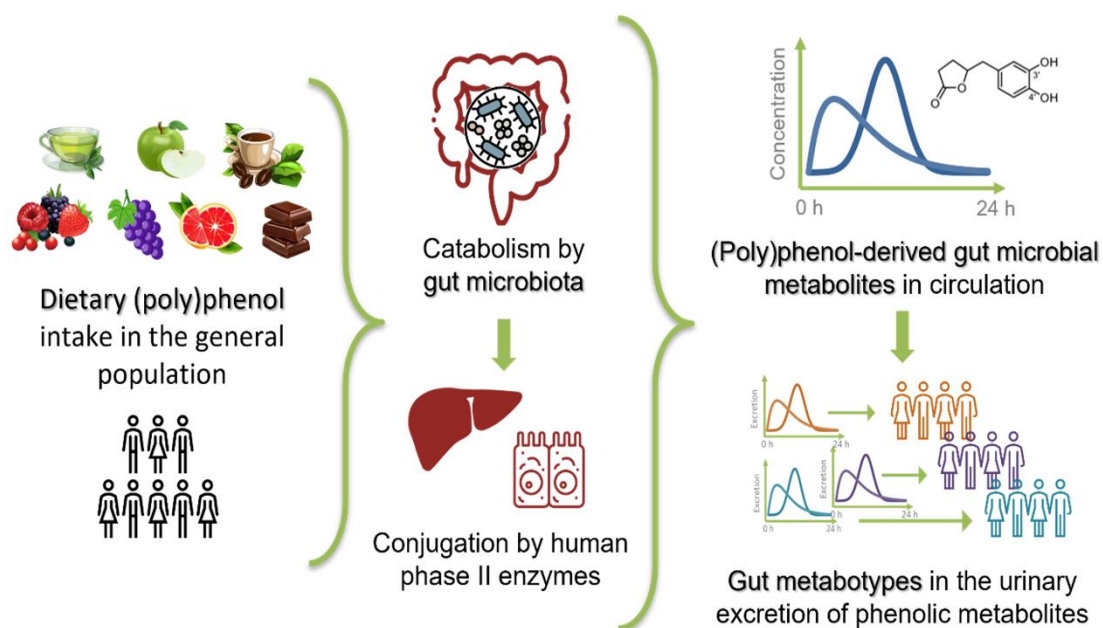 Dietary (poly)phenol
intake in the general
population
Catabolism by
gut microbiota
Conjugation by human
phase II enzymes
Concentration
0 h
24 h
O
O
3'
4'
OH
OH
(Poly)phenol-derived gut microbial
metabolites in circulation
Excretion
0 h
24 h
Excretion
0 h
24 h
Excretion
0 h
24 h
Gut metabotypes in the urinary
excretion of phenolic metabolites